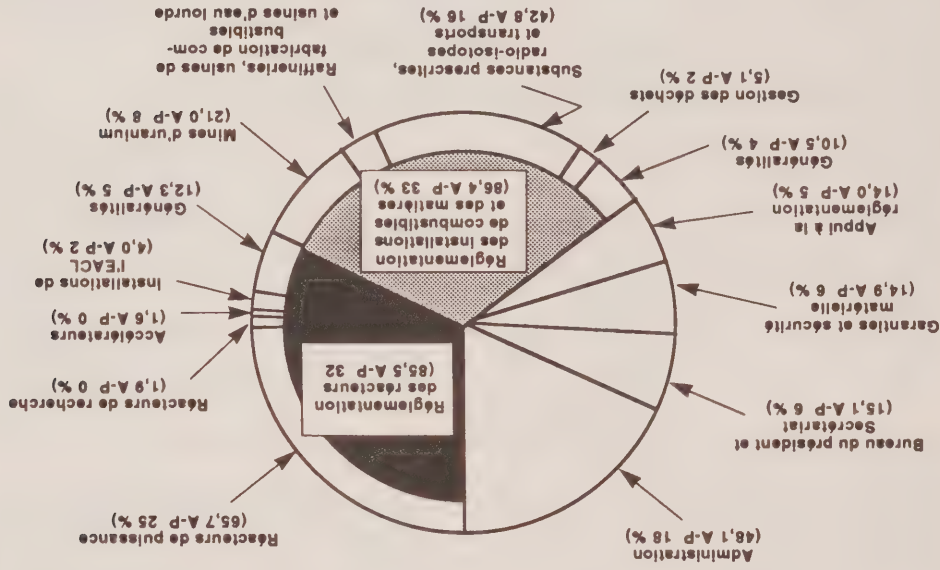 Administration
(48,1 A-P 18 %)
Réacteurs de puissance
(65,7 A-P 25 %)
Bureau du président et
Secrétariat
(15,1 A-P 6 %)
Réglementation
des réacteurs
(85,5 A-P 32
Réacteurs de recherche
(1,9 A-P 0 %)
Garanties et sécurité
matérielle
(14,9 A-P 6 %)
Accélérateurs
(1,6 A-P 0 %)
Installations de
l'EACL
(4,0 A-P 2 %)
Appui à la
réglementation
(14,0 A-P 5 %)
Réglementation
des installations
de combustibles
et des matières
(86,4 A-P 33 %)
Généralités
(12,3 A-P 5 %)
Généralités
(10,5 A-P 4 %)
Mines d'uranium
(21,0 A-P 8 %)
Gestion des déchets
(5,1 A-P 2 %)
Substances prescrites,
radio-isotopes
et transports
(42,8 A-P 16 %)
Raffineries, usines de
fabrication de com-
bustibles
et usines d'eau lourde